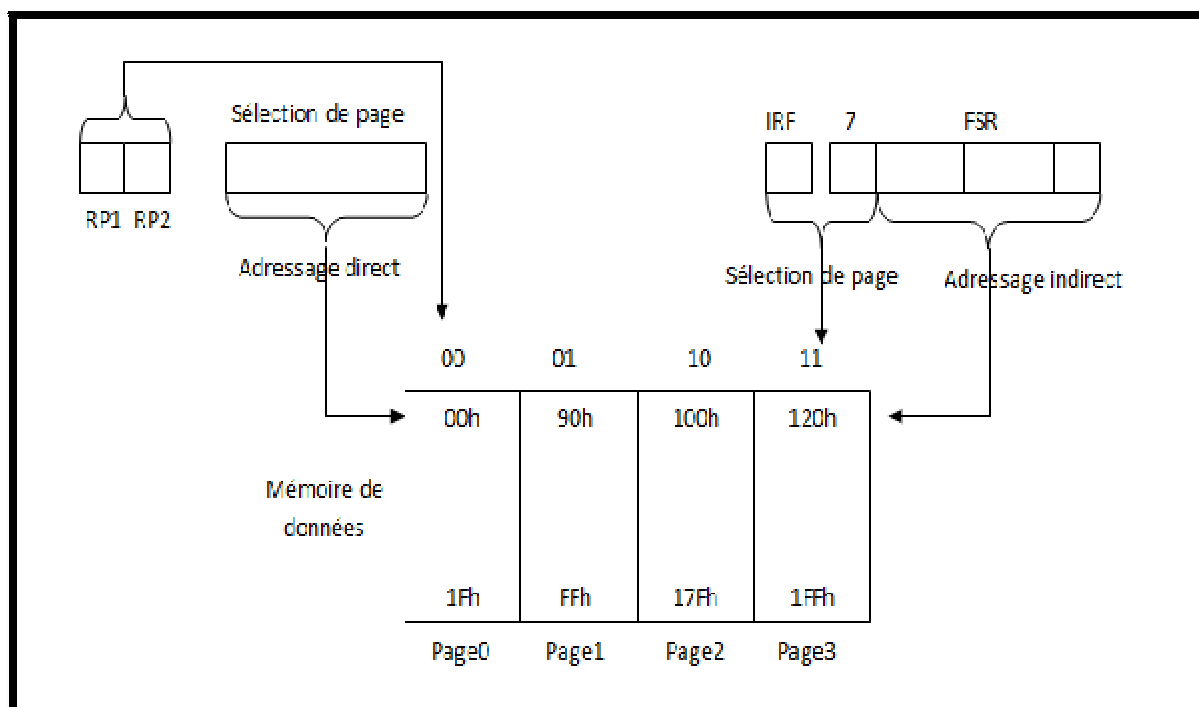 Sélection de page
IRF 7 FSR
RP1 RP2
Adressage direct
Sélection de page
Adressage indirect
00 01 10 11
00h 90h 100h 120h
Mémoire de
données
1Fh FFh 17Fh 1FFh
Page0 Page1 Page2 Page3